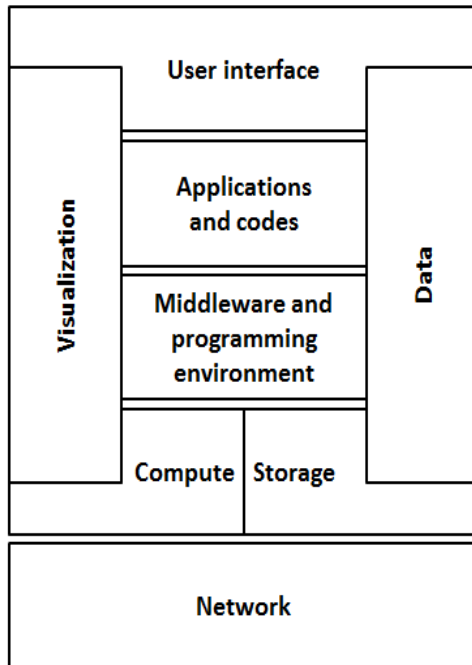 User interface
Applications
and codes
Visualization
Data
Middleware and
programming
environment
Compute
Storage
Network